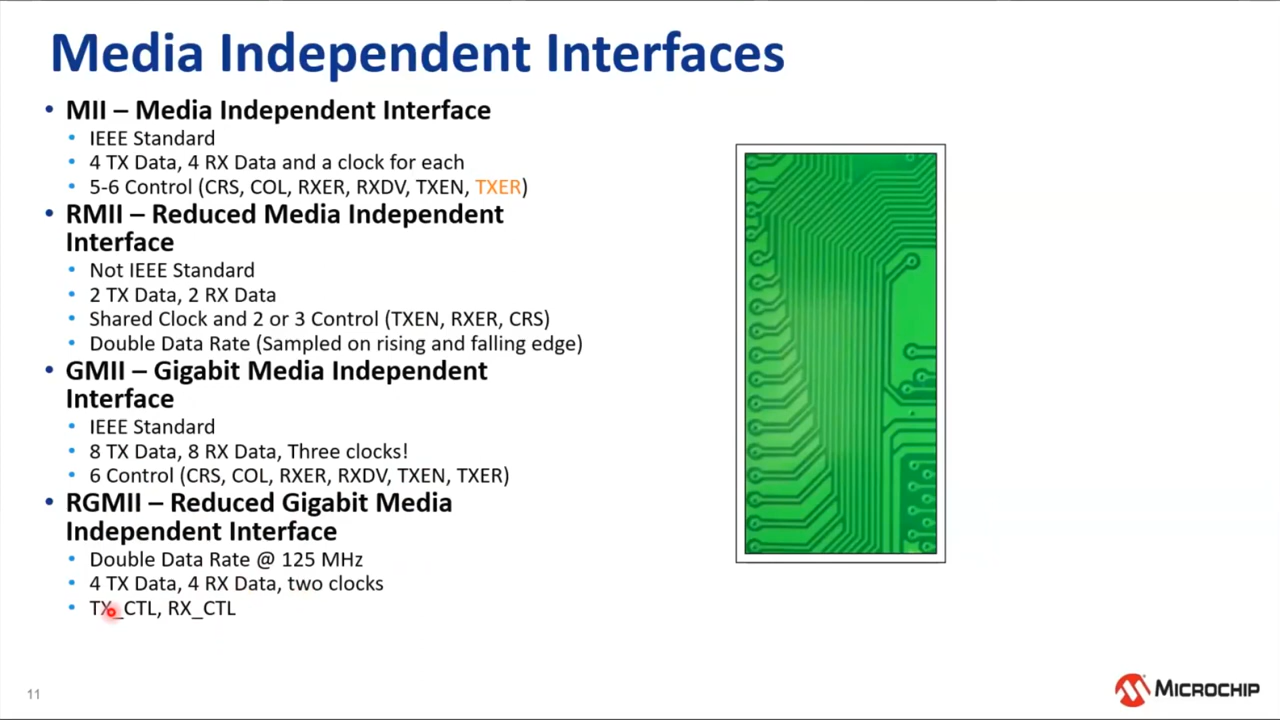 Media Independent Interfaces
• MII – Media Independent Interface
• IEEE Standard
• 4 TX Data, 4 RX Data and a clock for each
• 5-6 Control (CRS, COL, RXER, RXDV, TXEN, TXER)
• RMII – Reduced Media Independent
Interface
• Not IEEE Standard
• 2 TX Data, 2 RX Data
• Shared Clock and 2 or 3 Control (TXEN, RXER, CRS)
• Double Data Rate (Sampled on rising and falling edge)
• GMII – Gigabit Media Independent
Interface
• IEEE Standard
• 8 TX Data, 8 RX Data, Three clocks!
• 6 Control (CRS, COL, RXER, RXDV, TXEN, TXER)
• RGMII – Reduced Gigabit Media
Independent Interface
• Double Data Rate @ 125 MHz
• 4 TX Data, 4 RX Data, two clocks
• TX_CTL, RX_CTL
11
MICROCHIP